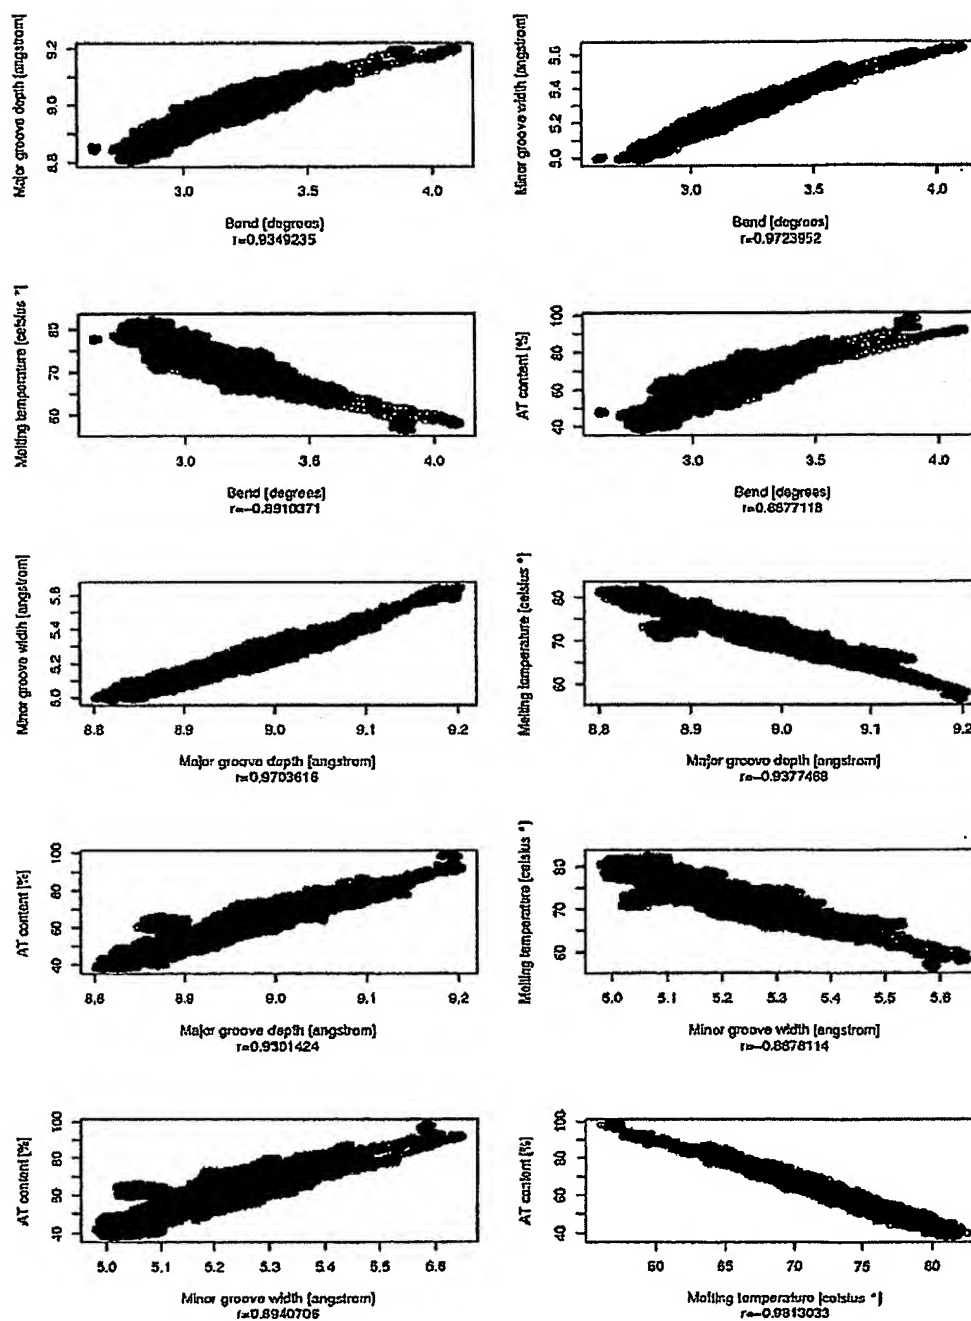 Major groove depth [angstrom]
9.2
9.0
8.8
3.0
3.5
4.0
Bend [degrees]
r=0.9349235
Minor groove width [angstrom]
5.6
5.4
5.2
5.0
3.0
3.5
4.0
Bend [degrees]
r=0.9723952
Melting temperature [celsius *]
80
70
60
3.0
3.5
4.0
Bend [degrees]
r=-0.8910371
AT content [%]
100
80
60
40
3.0
3.5
4.0
Bend [degrees]
r=0.8877118
Minor groove width [angstrom]
5.6
5.4
5.2
5.0
8.8
8.9
9.0
9.1
9.2
Major groove depth [angstrom]
r=0.9703616
Melting temperature [celsius *]
80
70
60
8.8
8.9
9.0
9.1
9.2
Major groove depth [angstrom]
r=-0.9377468
AT content [%]
100
80
60
40
8.8
8.9
9.0
9.1
9.2
Major groove depth [angstrom]
r=0.9301424
Melting temperature [celsius *]
80
70
60
5.0
5.1
5.2
5.3
5.4
5.5
5.6
Minor groove width [angstrom]
r=-0.8878114
AT content [%]
100
80
60
40
5.0
5.1
5.2
5.3
5.4
5.5
5.6
Minor groove width [angstrom]
r=0.8940706
AT content [%]
100
80
60
40
60
65
70
75
80
Melting temperature [celsius *]
r=-0.9813033